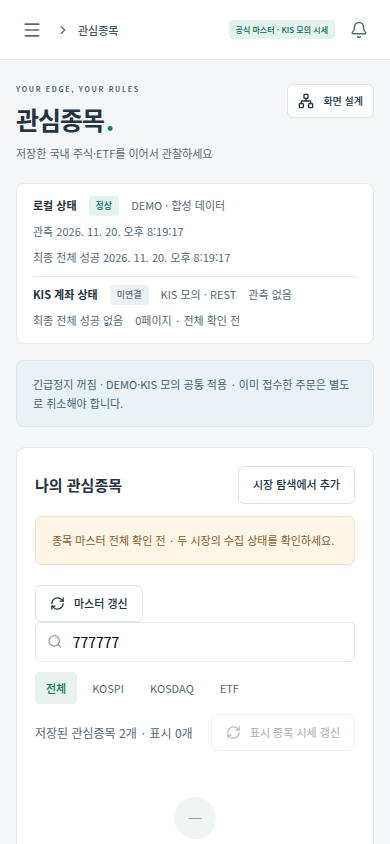 관심종목
공식 마스터 · KIS 모의 시세
YOUR EDGE, YOUR RULES
관심종목.
화면 설계
저장한 국내 주식·ETF를 이어서 관찰하세요
로컬 상태 정상 DEMO · 합성 데이터
관측 2026. 11. 20. 오후 8:19:17
최종 전체 성공 2026. 11. 20. 오후 8:19:17
KIS 계좌 상태 미연결 KIS 모의 · REST 관측 없음
최종 전체 성공 없음 0페이지 · 전체 확인 전
긴급정지 꺼짐 · DEMO·KIS 모의 공통 적용 · 이미 접수한 주문은 별도
로 취소해야 합니다.
나의 관심종목
시장 탐색에서 추가
종목 마스터 전체 확인 전 · 두 시장의 수집 상태를 확인하세요.
마스터 갱신
777777
전체 KOSPI KOSDAQ ETF
저장된 관심종목 2개 · 표시 0개
표시 종목 시세 갱신